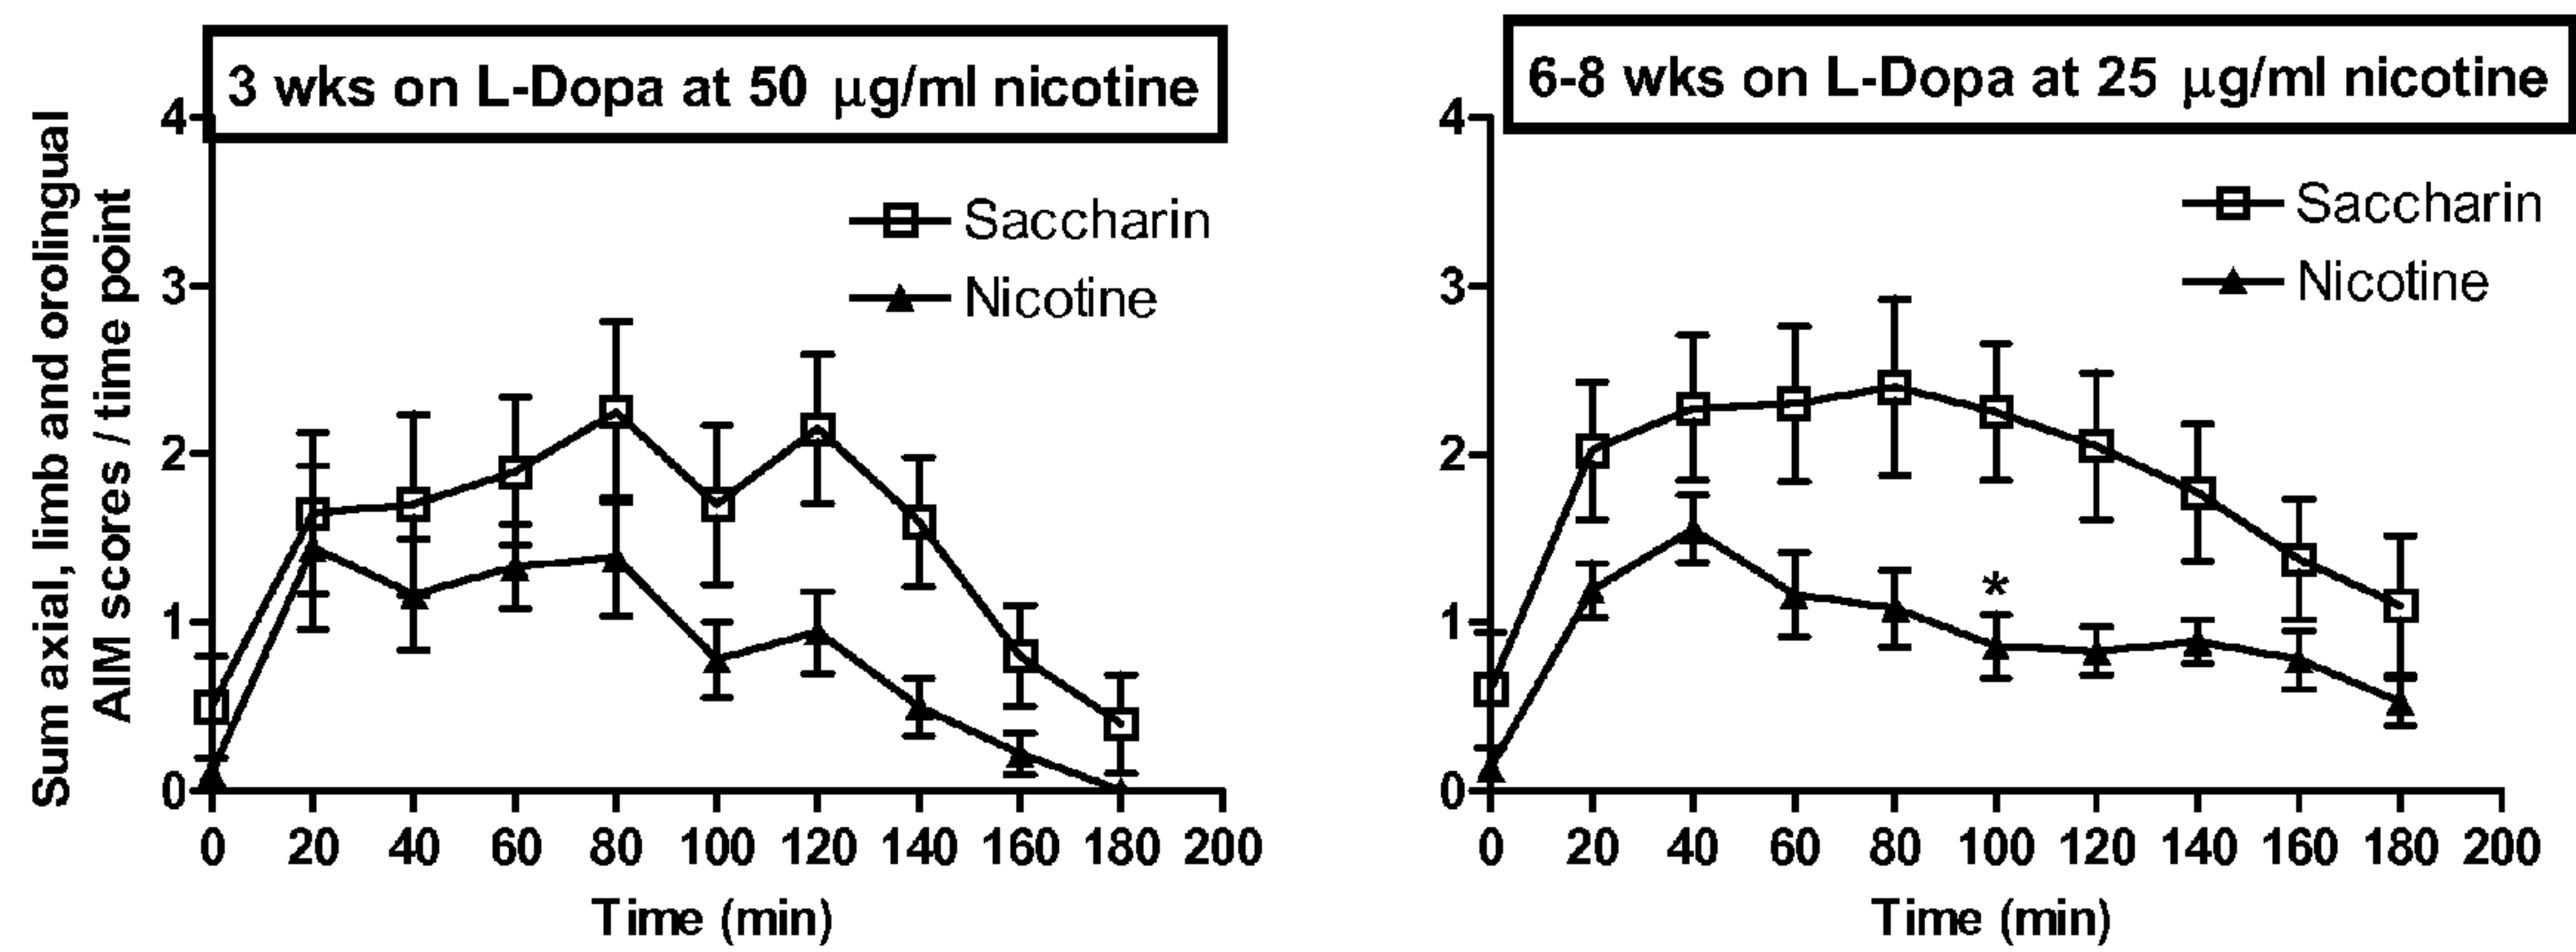 3 wks on L-Dopa at 50 μg/ml nicotine
Sum axial, limb and orolingual
AIM scores / time point
4
3
2
1
0
Saccharin
Nicotine
0 20 40 60 80 100 120 140 160 180 200
Time (min)
6-8 wks on L-Dopa at 25 μg/ml nicotine
4
3
2
1
0
Saccharin
Nicotine
*
0 20 40 60 80 100 120 140 160 180 200
Time (min)